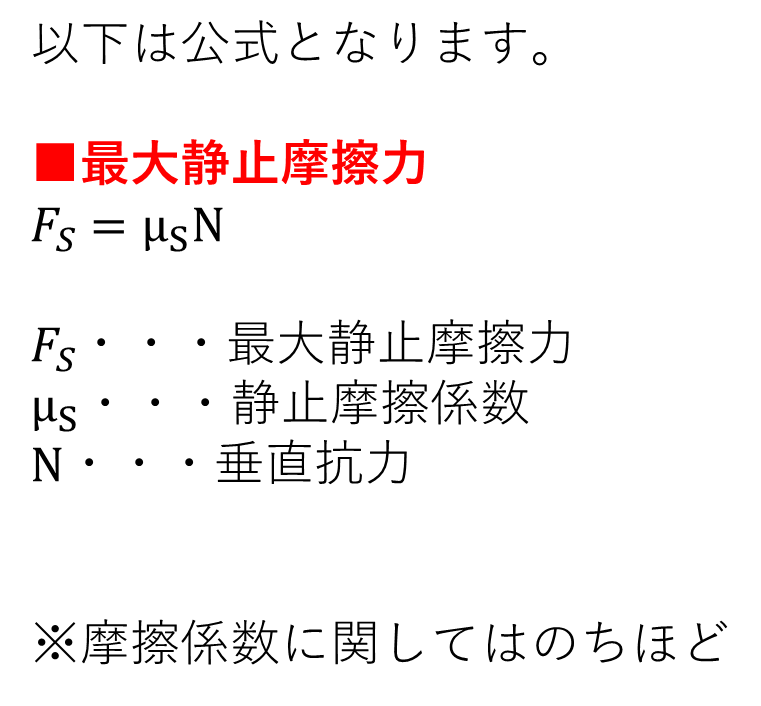 以下は公式となります。
■最大静止摩擦力
F_S = μ_S N
F_S・・・最大静止摩擦力
μ_S・・・静止摩擦係数
N・・・垂直抗力
※摩擦係数に関してはのちほど